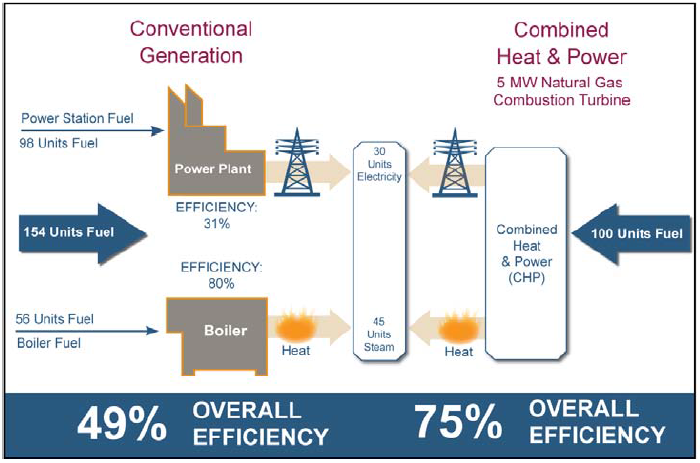 Conventional
Generation
Combined
Heat & Power
5 MW Natural Gas
Combustion Turbine
Power Station Fuel
98 Units Fuel
Power Plant
EFFICIENCY:
31%
30
Units
Electricity
154 Units Fuel
Combined
Heat
& Power
(CHP)
100 Units Fuel
EFFICIENCY:
80%
56 Units Fuel
Boiler Fuel
Boiler
Heat
45
Units
Steam
Heat
49% OVERALL
EFFICIENCY
75% OVERALL
EFFICIENCY